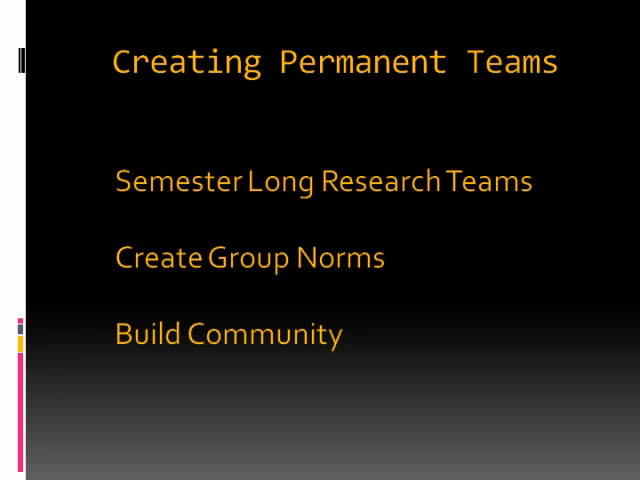 Creating Permanent Teams
Semester Long Research Teams
Create Group Norms
Build Community